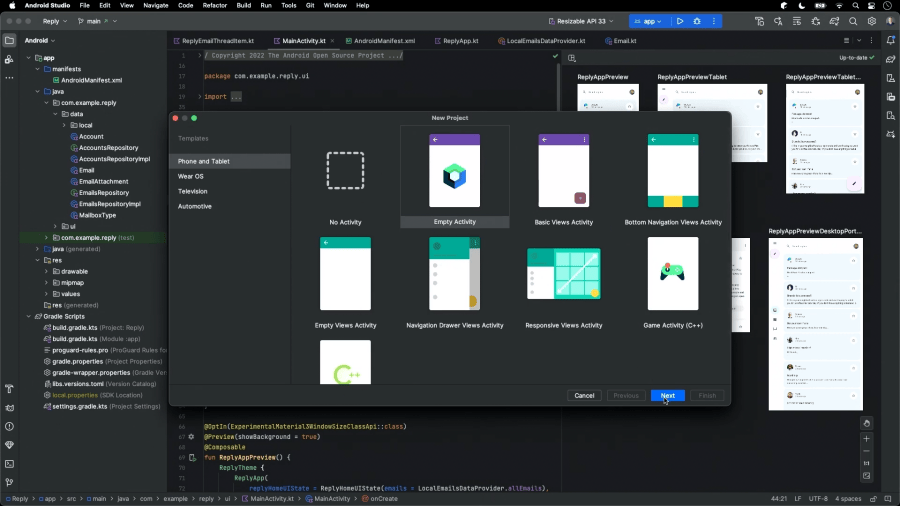 Android Studio File Edit View Navigate Code Refactor Build Run Tools Git Window Help
Reply main Resizable API 33 app
Android
ReplyEmailThreadItem.kt MainActivity.kt AndroidManifest.xml ReplyApp.kt LocalEmailsDataProvider.kt Email.kt
app
manifests
AndroidManifest.xml
java
com.example.reply
data
local
Account
AccountsRepository
AccountsRepositoryImpl
Email
EmailAttachment
EmailsRepository
EmailsRepositoryImpl
MailboxType
ui
com.example.reply (test)
java (generated)
res
drawable
mipmap
values
res (generated)
Gradle Scripts
build.gradle.kts (Project: Reply)
build.gradle.kts (Module :app)
proguard-rules.pro (ProGuard Rules for
gradle.properties (Project Properties)
gradle-wrapper.properties (Gradle Ver
libs.versions.toml (Version Catalog)
local.properties (SDK Location)
settings.gradle.kts (Project Settings)
1 /* Copyright 2022 The Android Open Source Project .../
16
17 package com.example.reply.ui
18
19 import ...
Up-to-date
ReplyAppPreview
ReplyAppPreviewTablet
ReplyAppPreviewTablet...
ReplyAppPreviewDesktopPort...
New Project
Templates
Phone and Tablet
Wear OS
Television
Automotive
No Activity
Empty Activity
Basic Views Activity
Bottom Navigation Views Activity
Empty Views Activity
Navigation Drawer Views Activity
Responsive Views Activity
Game Activity (C++)
C++
Cancel
Previous
Next
Finish
66 @OptIn(ExperimentalMaterial3WindowSizeClassApi::class)
67 @Preview(showBackground = true)
68 @Composable
69 fun ReplyAppPreview() {
70 ReplyTheme {
71 ReplyApp(
72 replyHomeUIState = ReplyHomeUIState(emails = LocalEmailsDataProvider.allEmails),
Reply app src main java com example reply ui MainActivity.kt MainActivity onCreate
44:21 LF UTF-8 4 spaces